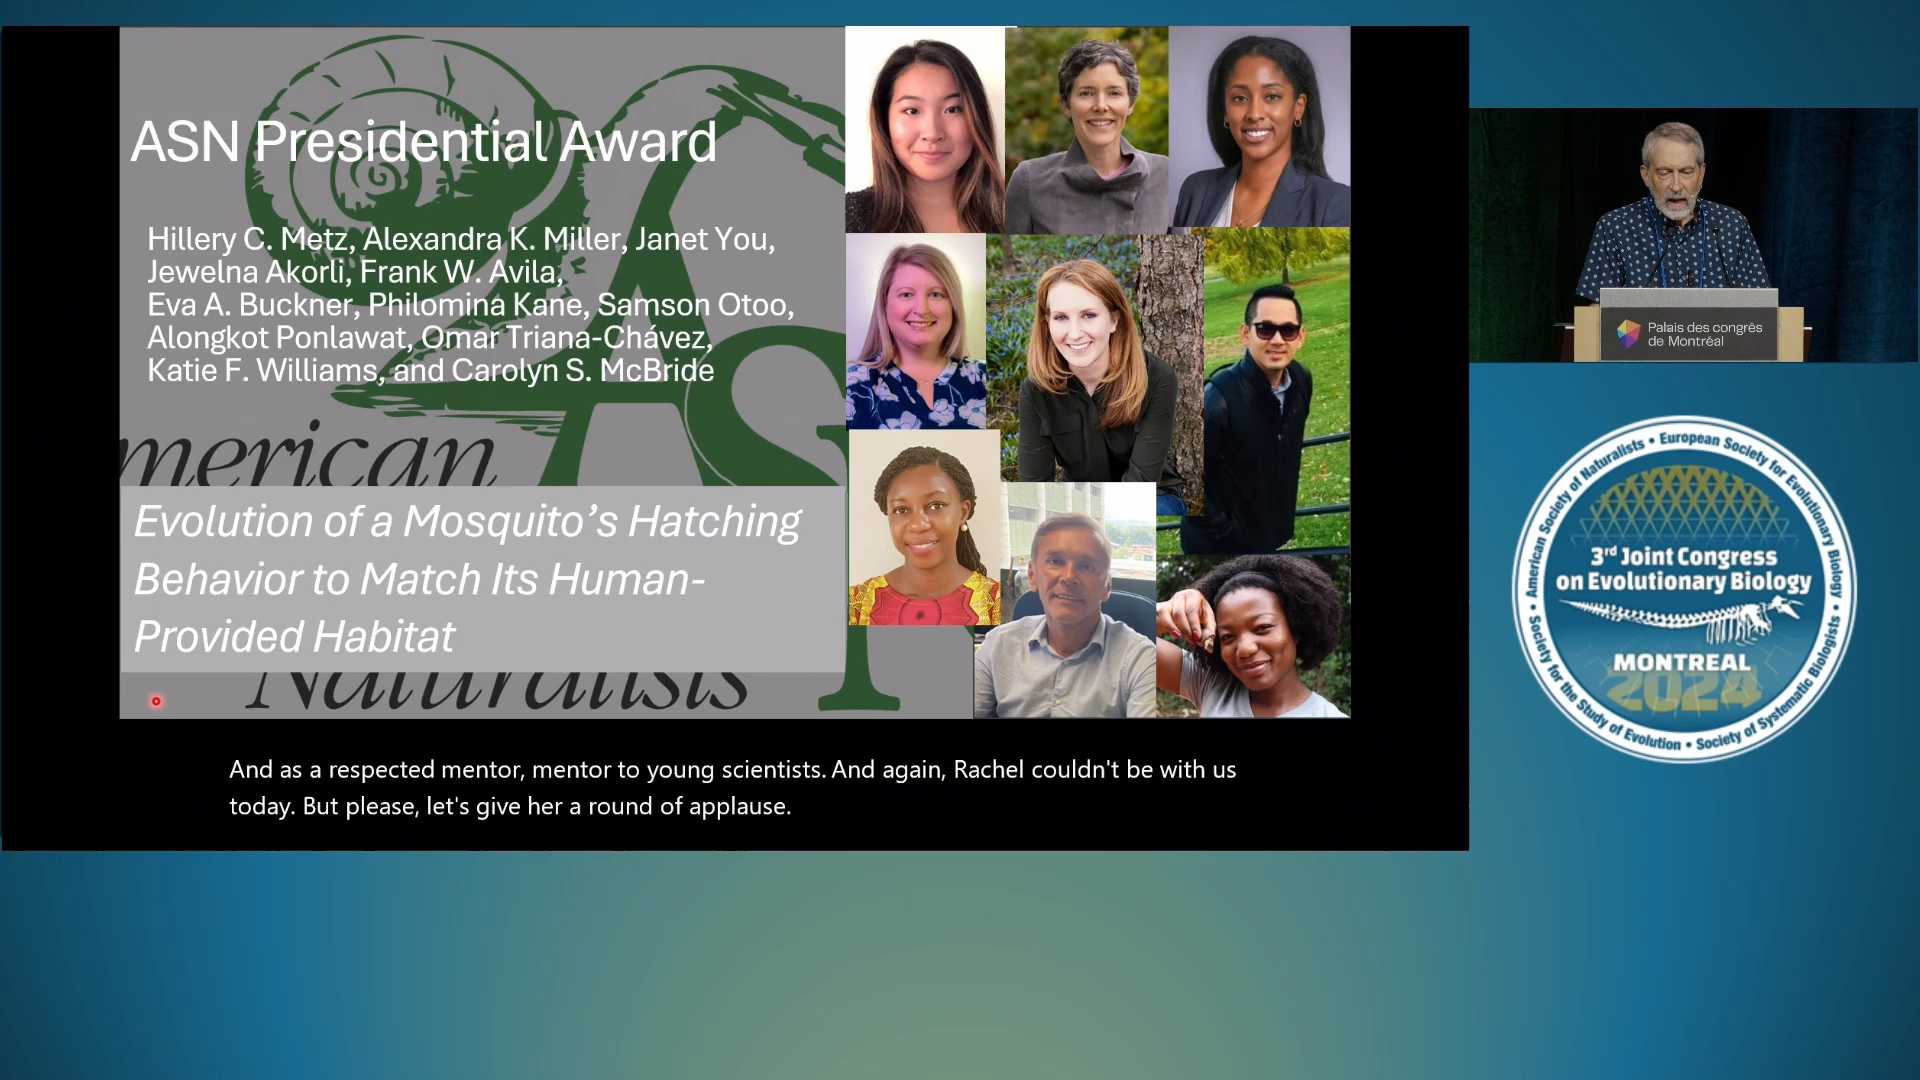 ASN Presidential Award
Hillery C. Metz, Alexandra K. Miller, Janet You,
Jewelna Akorli, Frank W. Avila,
Eva A. Buckner, Philomina Kane, Samson Otoo,
Alongkot Ponlawat, Omar Triana-Chávez,
Katie F. Williams, and Carolyn S. McBride
merican
Evolution of a Mosquito’s Hatching
Behavior to Match Its Human-
Provided Habitat
Naturalists
And as a respected mentor, mentor to young scientists. And again, Rachel couldn't be with us
today. But please, let's give her a round of applause.
Palais des congrès
de Montréal
American Society of Naturalists • European Society for Evolutionary Biology •
Society for the Study of Evolution • Society of Systematic Biologists •
3rd Joint Congress
on Evolutionary Biology
MONTREAL
2024